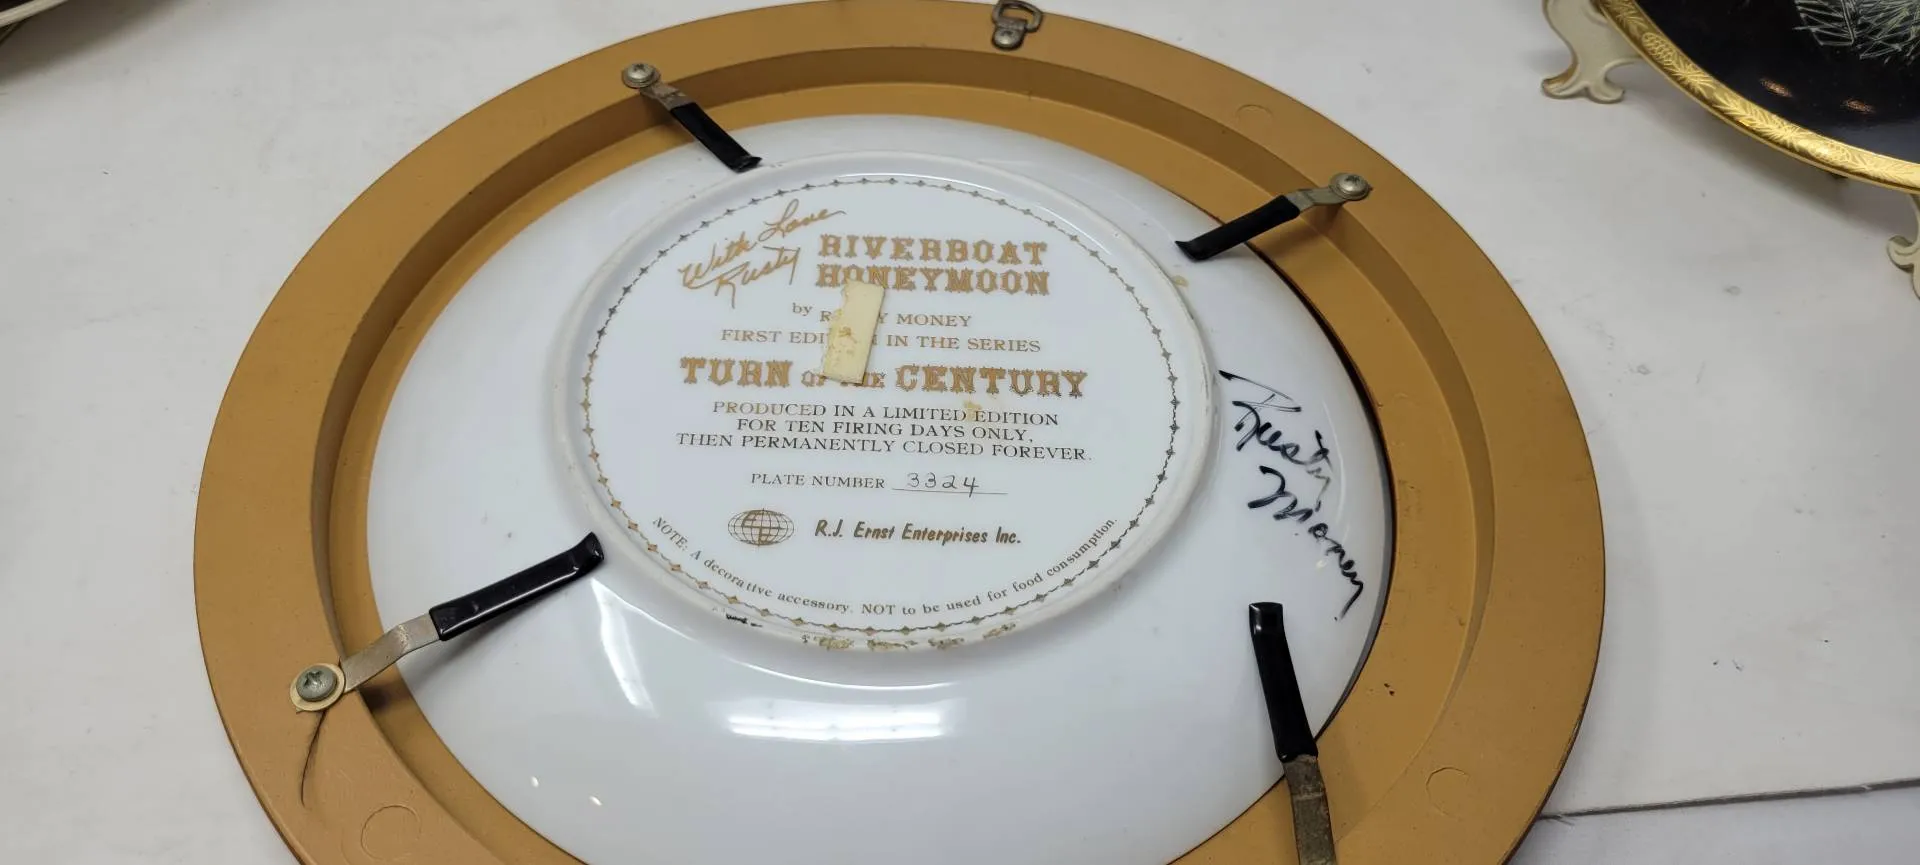 With Love
Rusty
RIVERBOAT
HONEYMOON
by MONEY
FIRST IN THE SERIES
TURN OF THE CENTURY
PRODUCED IN A LIMITED EDITION
FOR TEN FIRING DAYS ONLY,
THEN PERMANENTLY CLOSED FOREVER.
PLATE NUMBER 3324
R.J. Ernst Enterprises Inc.
NOTE: A decorative accessory. NOT to be used for food consumption.
Rusty
Money